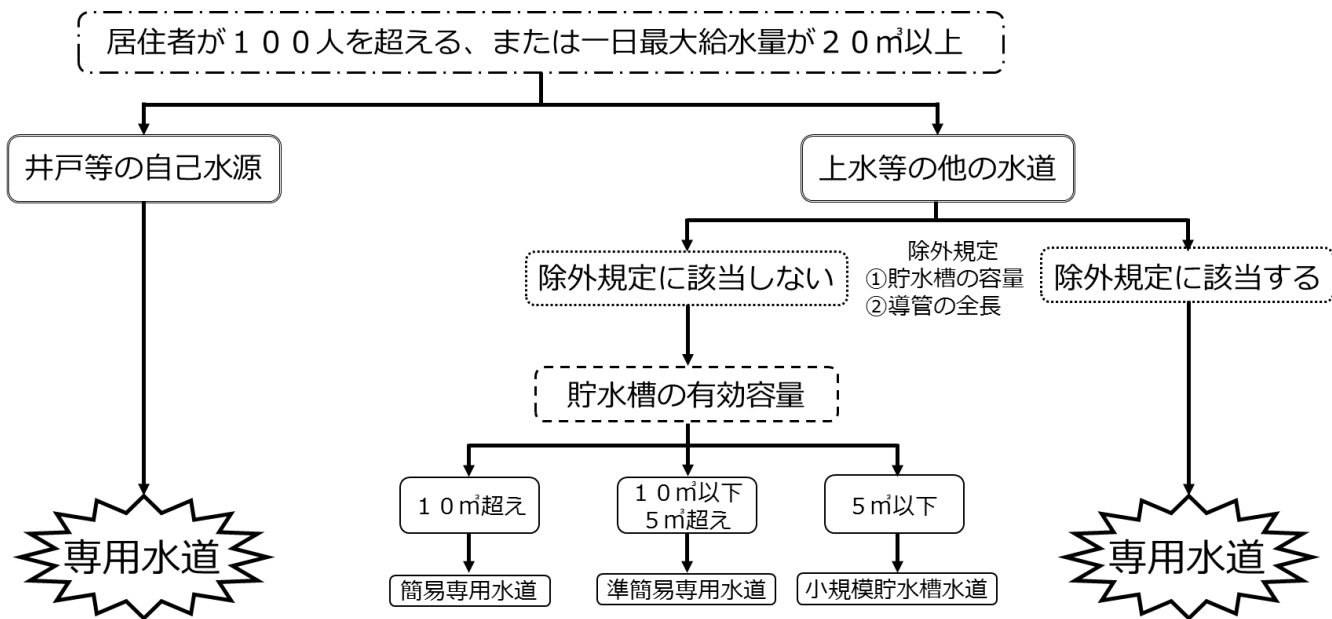 居住者が１００人を超える、または一日最大給水量が２０㎥以上
井戸等の自己水源
上水等の他の水道
除外規定に該当しない
除外規定
①貯水槽の容量
②導管の全長
除外規定に該当する
貯水槽の有効容量
１０㎥超え
１０㎥以下
５㎥超え
５㎥以下
専用水道
簡易専用水道
準簡易専用水道
小規模貯水槽水道
専用水道